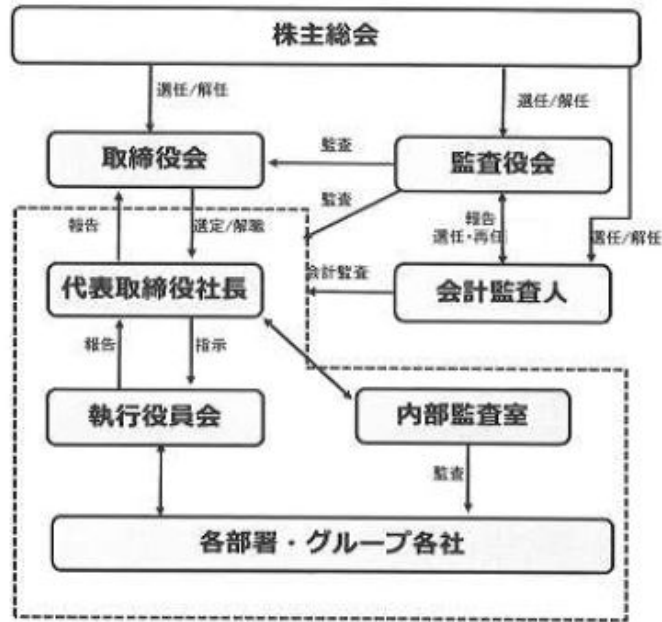 株主総会
選任/解任
選任/解任
取締役会
監査
監査役会
監査
報告
選定/解職
報告
選任・再任
選任/解任
代表取締役社長
会計監査
会計監査人
報告
指示
執行役員会
内部監査室
監査
各部署・グループ各社